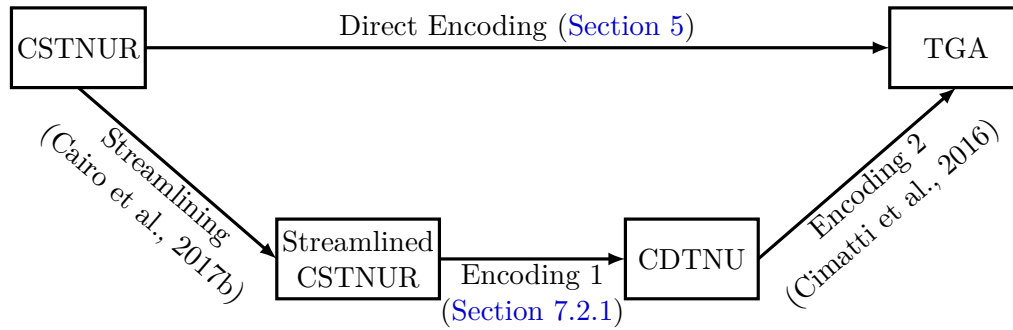 Direct Encoding (Section 5)
CSTNUR
TGA
Streamlining
(Cairo et al., 2017b)
Encoding 2
(Cimatti et al., 2016)
Streamlined
CSTNUR
Encoding 1
(Section 7.2.1)
CDTNU